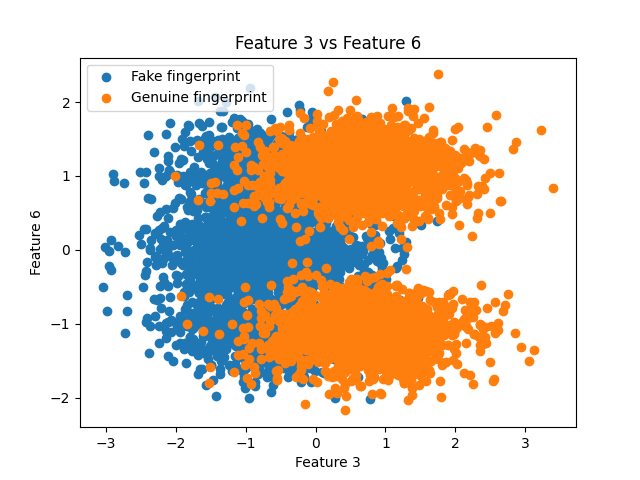 Feature 3 vs Feature 6
Fake fingerprint
Genuine fingerprint
2
1
0
−1
−2
Feature 6
−3 −2 −1 0 1 2 3
Feature 3